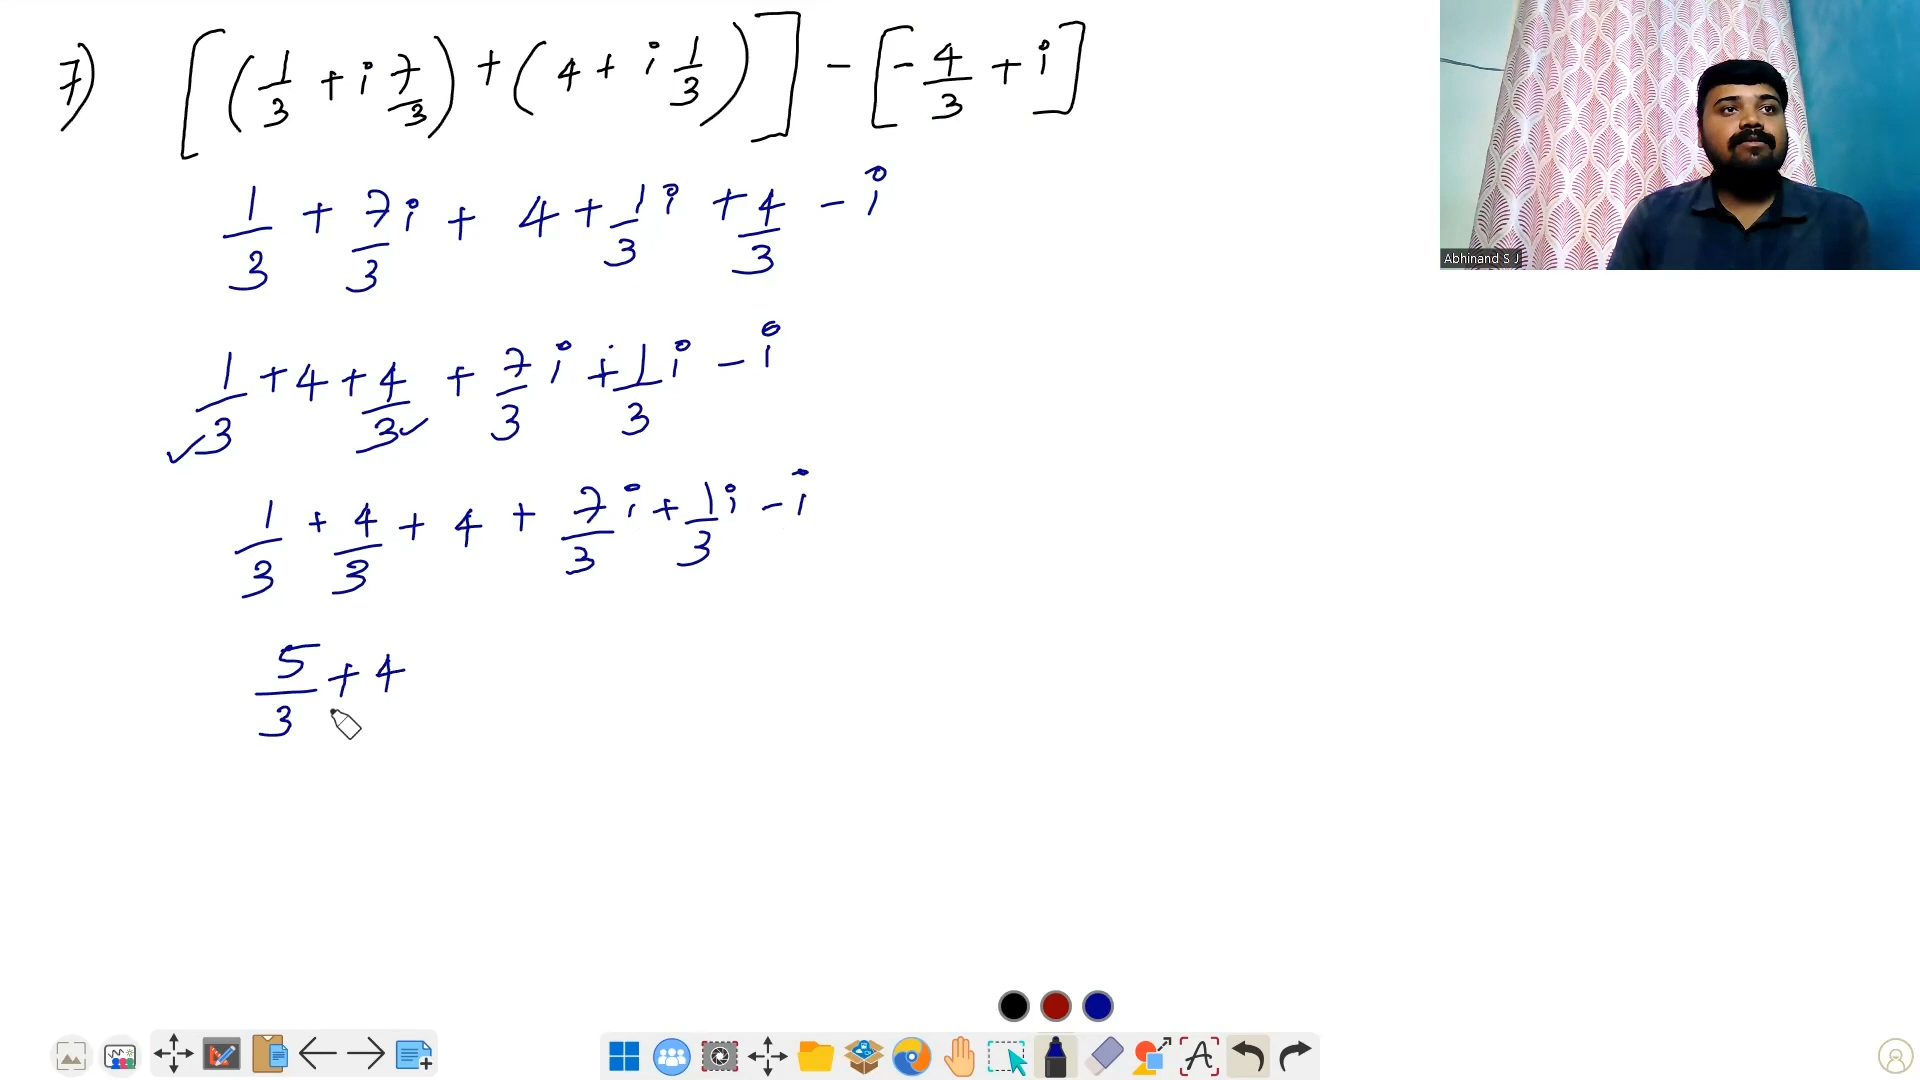 7) [(1/3 + i 7/3) + (4 + i 1/3)] - [-4/3 + i]
1/3 + 7/3 i + 4 + 1/3 i + 4/3 - i
1/3 + 4 + 4/3 + 7/3 i + 1/3 i - i
1/3 + 4/3 + 4 + 7/3 i + 1/3 i - i
5/3 + 4
Abhinand S J